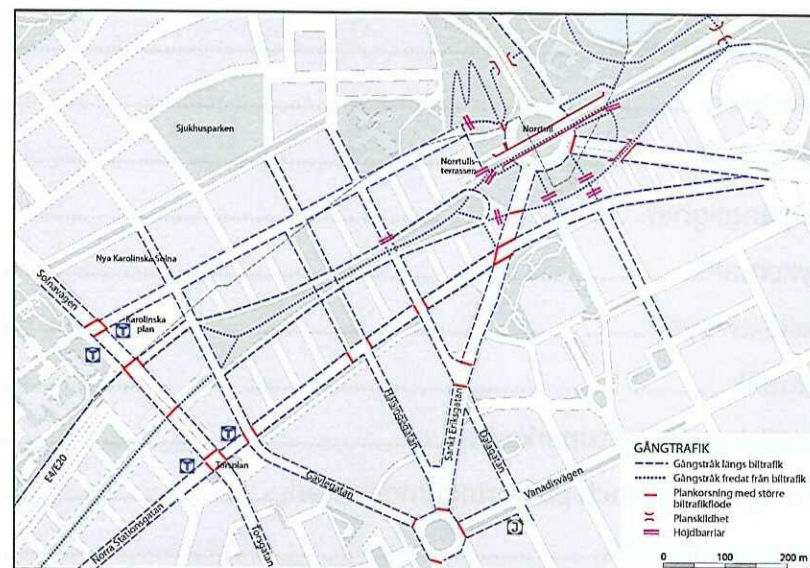 Sjukhusparken
Norrtull
Norrtulls
terrassen
Nya Karolinska Solna
Solnavägen
Karolinska
plan
T
T
T
T
Torsplan
E4/E20
Norra Stationsgatan
Torsgatan
Gävlegatan
Hälsingegatan
Sankt Eriksgatan
Dalagatan
Vanadisvägen
J
GÅNGTRAFIK
Gångstråk längs biltrafik
Gångstråk fredat från biltrafik
Plankorsning med större
biltrafikflöde
Planskildhet
Höjdbarriär
0 100 200 m